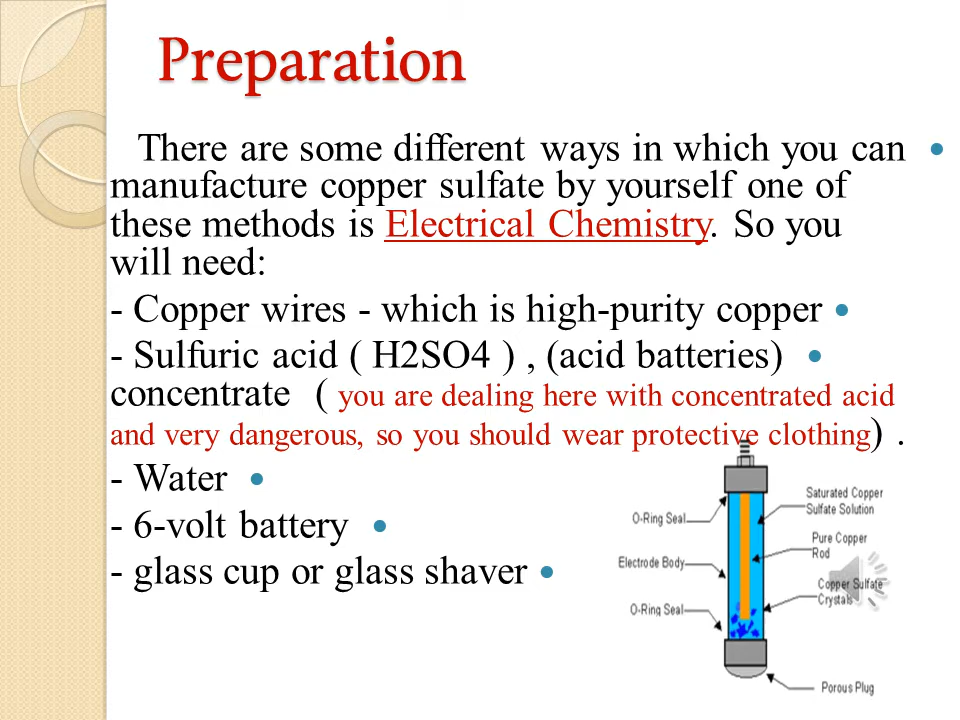 Preparation
There are some different ways in which you can •
manufacture copper sulfate by yourself one of
these methods is Electrical Chemistry. So you
will need:
- Copper wires - which is high-purity copper •
- Sulfuric acid ( H2SO4 ) , (acid batteries) •
concentrate ( you are dealing here with concentrated acid
and very dangerous, so you should wear protective clothing) .
- Water •
- 6-volt battery •
- glass cup or glass shaver •
O-Ring Seal
Electrode Body
O-Ring Seal
Saturated Copper
Sulfate Solution
Pure Copper
Rod
Copper Sulfate
Crystals
Porous Plug